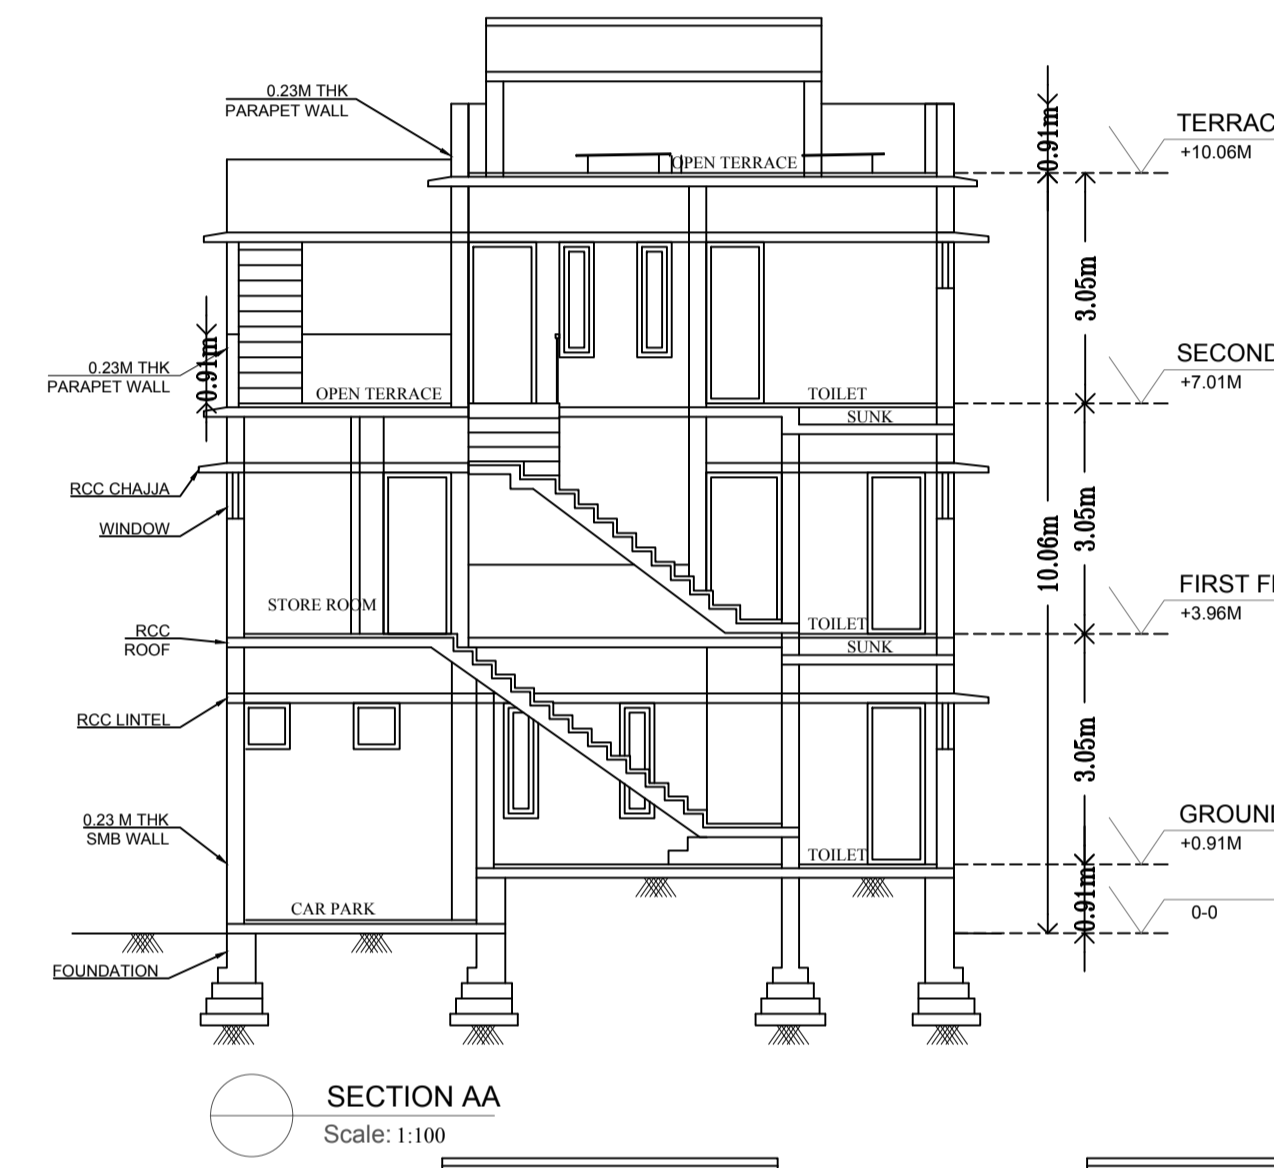 0.23M THK
PARAPET WALL
0.91m
TERRAC
+10.06M
OPEN TERRACE
3.05m
0.91m
0.23M THK
PARAPET WALL
SECOND
+7.01M
OPEN TERRACE
TOILET
SUNK
RCC CHAJJA
WINDOW
10.06m
3.05m
FIRST F
+3.96M
STORE ROOM
TOILET
RCC
ROOF
SUNK
RCC LINTEL
3.05m
0.23 M THK
SMB WALL
GROUN
+0.91M
TOILET
0.91m
CAR PARK
0-0
FOUNDATION
SECTION AA
Scale: 1:100